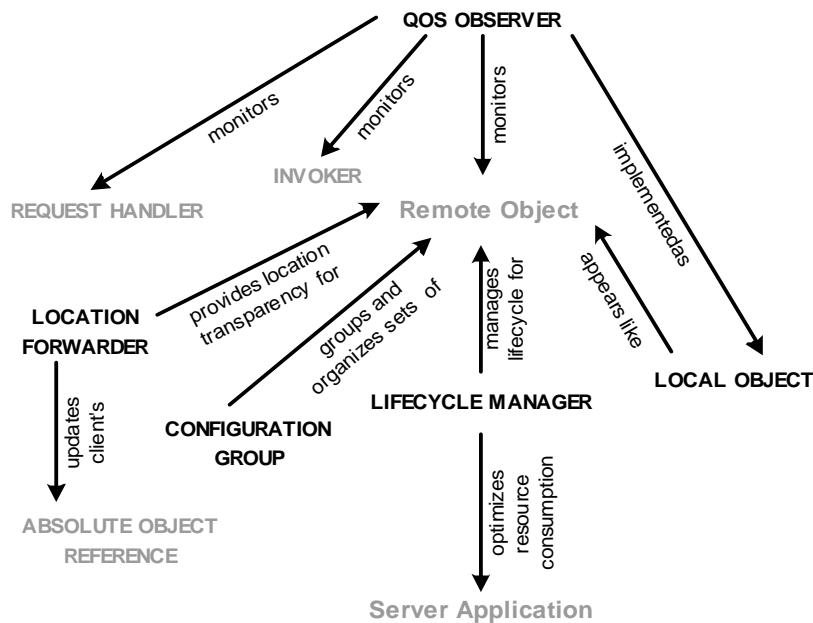 QOS OBSERVER
monitors
monitors
monitors
implementedas
INVOKER
REQUEST HANDLER
Remote Object
provides location
transparency for
groups and
organizes sets of
manages
lifecycle for
appears like
LOCATION
FORWARDER
LOCAL OBJECT
LIFECYCLE MANAGER
CONFIGURATION
GROUP
updates
client's
optimizes
resource
consumption
ABSOLUTE OBJECT
REFERENCE
Server Application